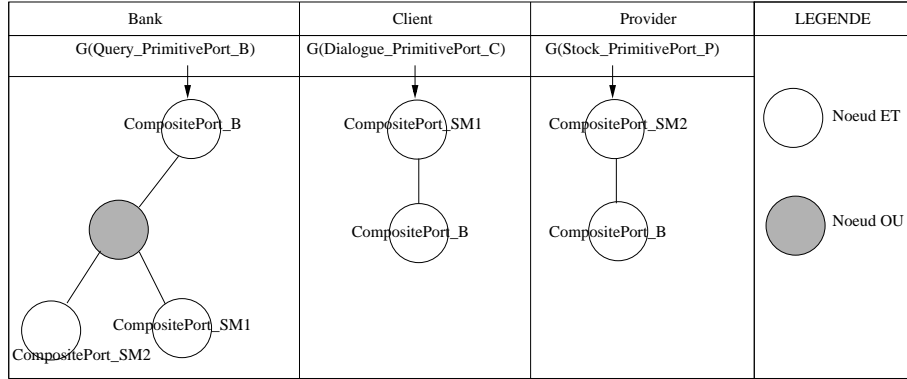 Bank
Client
Provider
LEGENDE
G(Query_PrimitivePort_B)
G(Dialogue_PrimitivePort_C)
G(Stock_PrimitivePort_P)
CompositePort_B
CompositePort_SM1
CompositePort_SM2
Noeud ET
CompositePort_B
CompositePort_B
Noeud OU
CompositePort_SM1
CompositePort_SM2